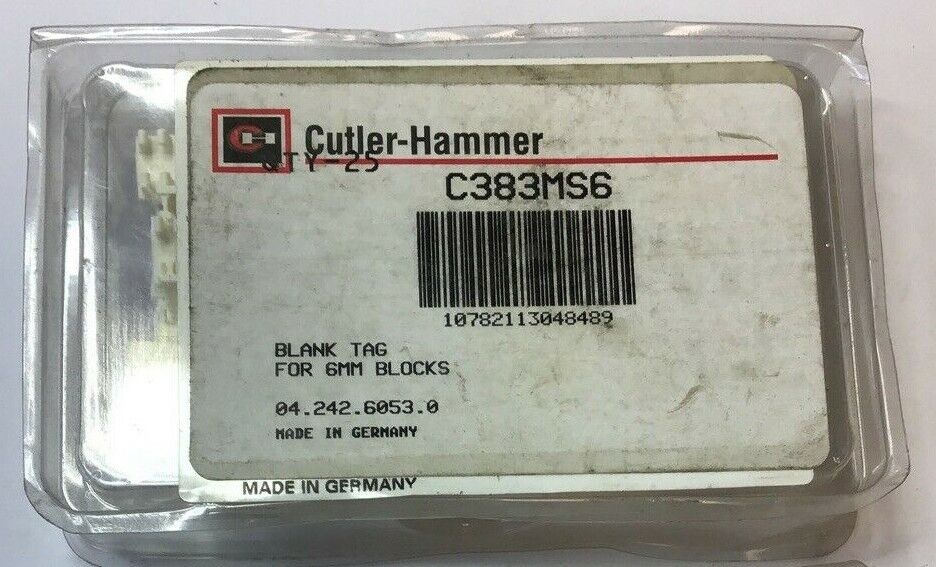 Cutler-Hammer
QTY-25
C383MS6
10782113048489
BLANK TAG
FOR 6MM BLOCKS
04.242.6053.0
MADE IN GERMANY
MADE IN GERMANY